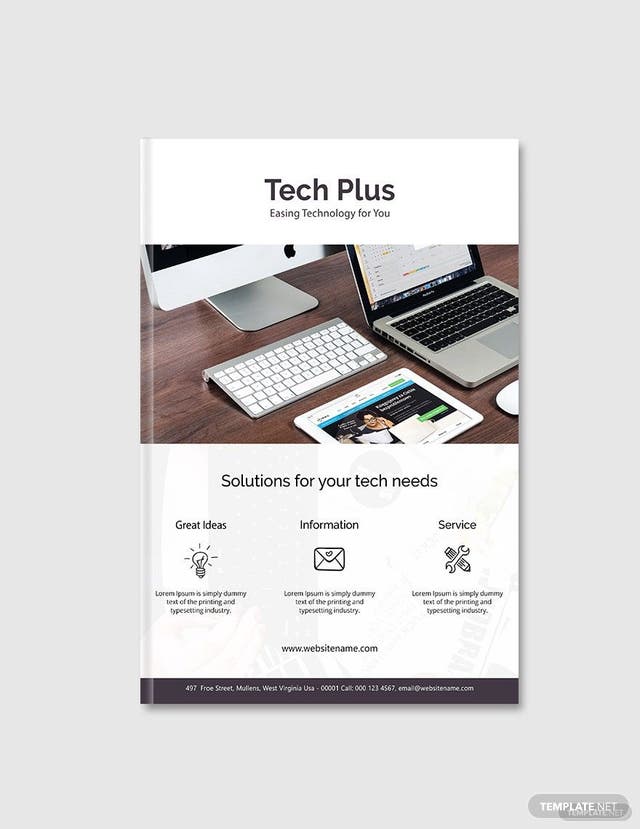 Tech Plus
Easing Technology for You
Solutions for your tech needs
Great Ideas
Information
Service
Lorem Ipsum is simply dummy
text of the printing and
typesetting industry.
Lorem Ipsum is simply dummy
text of the printing and
typesetting industry.
Lorem Ipsum is simply dummy
text of the printing and
typesetting industry.
www.websitename.com
497 Froe Street, Mullens, West Virginia Usa - 00001 Call: 000 123 4567, email@websitename.com
TEMPLATE.NET
TEMPLATE.NET